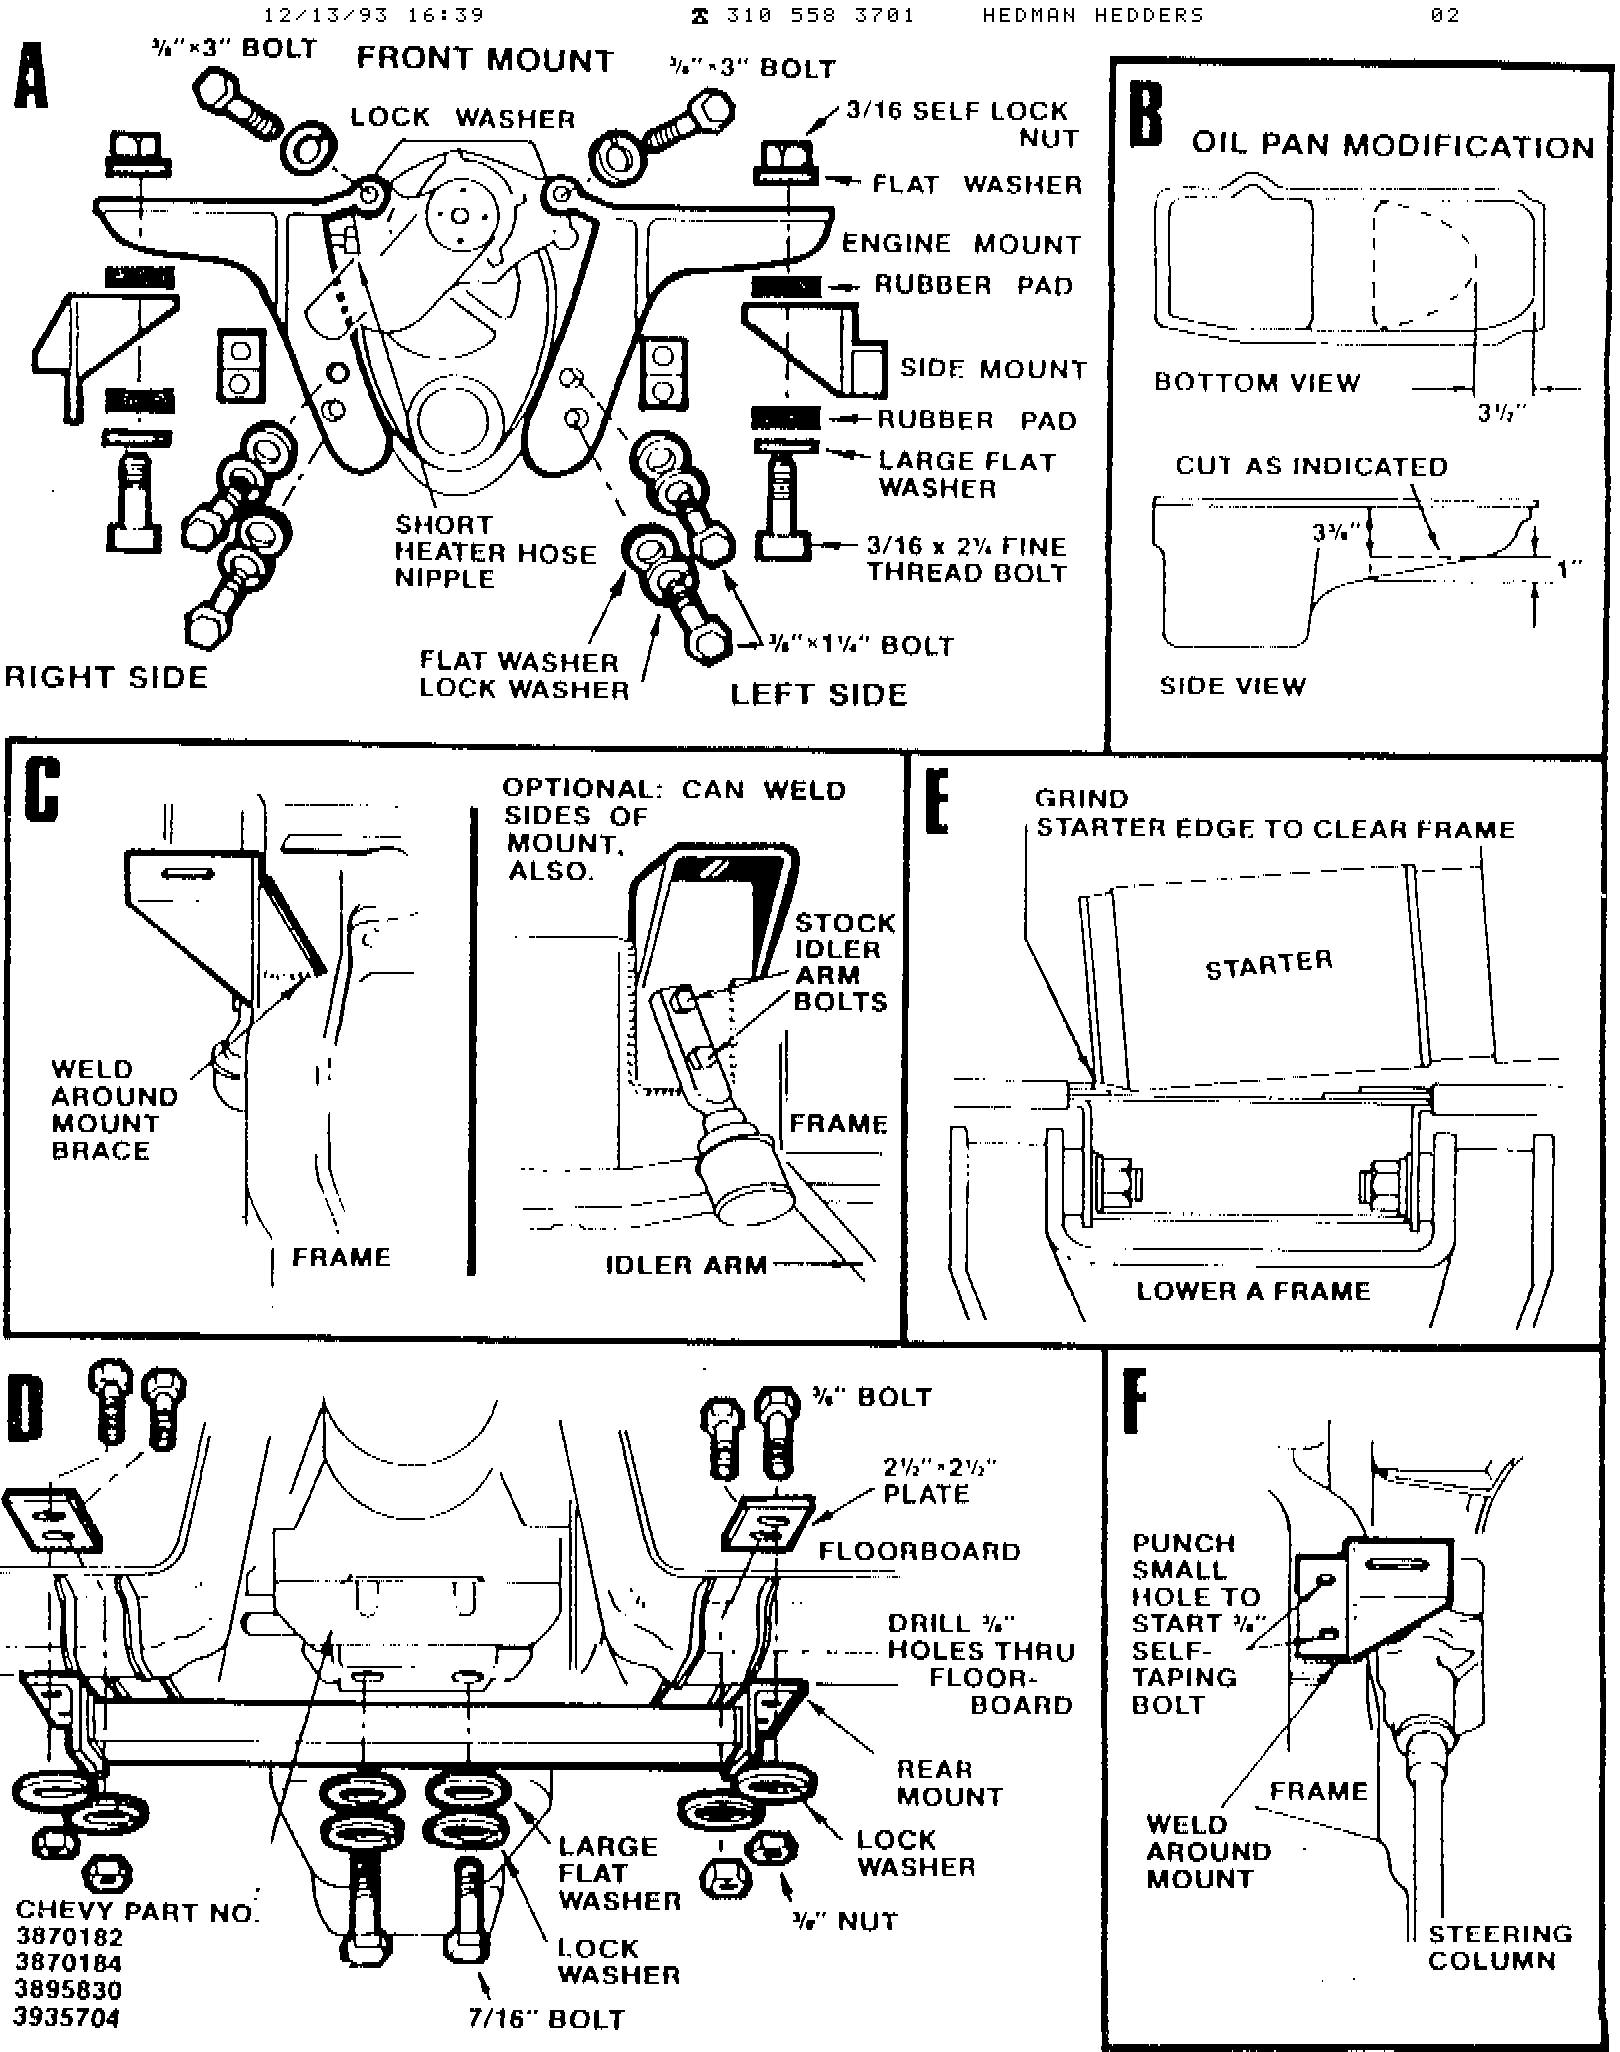 12/13/93 16:39 ☎ 310 558 3701 HEDMAN HEDDERS 02
A
⅜"×3" BOLT
FRONT MOUNT
⅜"×3" BOLT
LOCK WASHER
3/16 SELF LOCK
NUT
FLAT WASHER
ENGINE MOUNT
RUBBER PAD
SIDE MOUNT
RUBBER PAD
LARGE FLAT
WASHER
3/16 x 2¼ FINE
THREAD BOLT
SHORT
HEATER HOSE
NIPPLE
⅜"×1¼" BOLT
FLAT WASHER
LOCK WASHER
RIGHT SIDE
LEFT SIDE
B
OIL PAN MODIFICATION
BOTTOM VIEW
3½"
CUT AS INDICATED
3⅜"
1"
SIDE VIEW
C
OPTIONAL: CAN WELD
SIDES OF
MOUNT,
ALSO.
STOCK
IDLER
ARM
BOLTS
WELD
AROUND
MOUNT
BRACE
FRAME
FRAME
IDLER ARM
E
GRIND
STARTER EDGE TO CLEAR FRAME
STARTER
LOWER A FRAME
D
⅜" BOLT
2½"×2½"
PLATE
FLOORBOARD
DRILL ⅜"
HOLES THRU
FLOOR-
BOARD
REAR
MOUNT
LOCK
WASHER
LARGE
FLAT
WASHER
⅜" NUT
LOCK
WASHER
7/16" BOLT
CHEVY PART NO.
3870182
3870184
3895830
3935704
F
PUNCH
SMALL
HOLE TO
START ⅜"
SELF-
TAPING
BOLT
FRAME
WELD
AROUND
MOUNT
STEERING
COLUMN